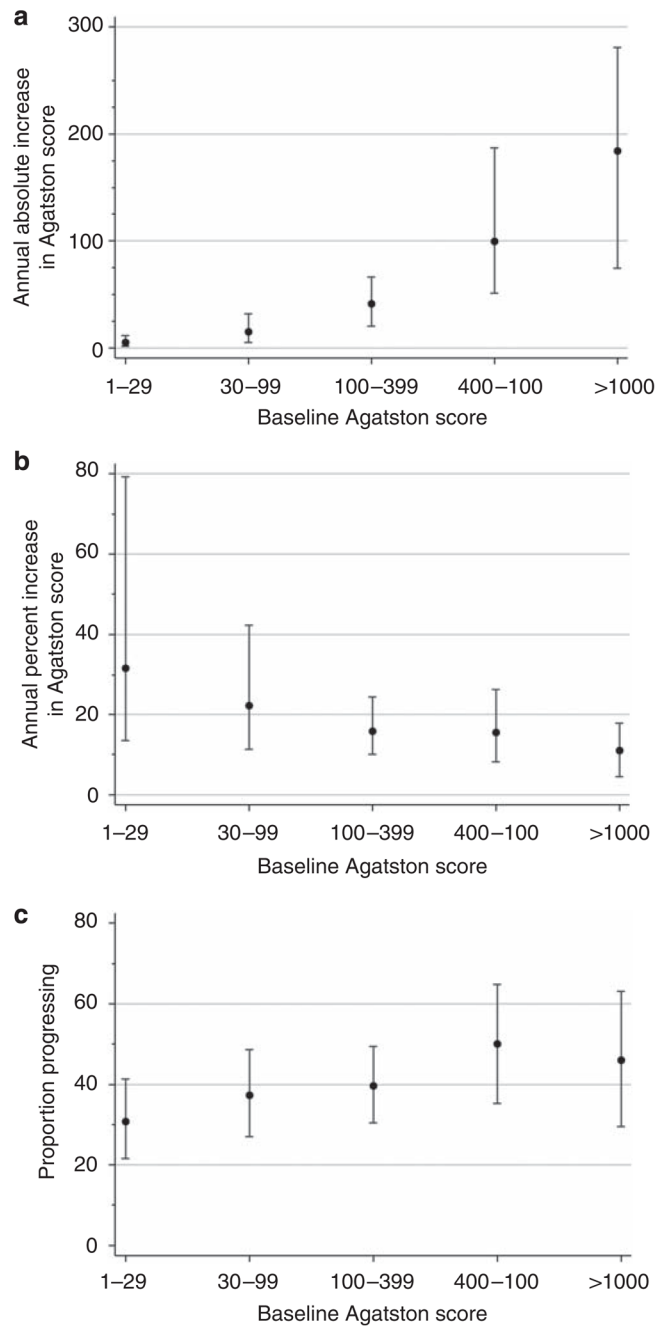 a
Annual absolute increase
in Agatston score
300
200
100
0
1–29 30–99 100–399 400–100 >1000
Baseline Agatston score
b
Annual percent increase
in Agatston score
80
60
40
20
0
1–29 30–99 100–399 400–100 >1000
Baseline Agatston score
c
Proportion progressing
80
60
40
20
0
1–29 30–99 100–399 400–100 >1000
Baseline Agatston score